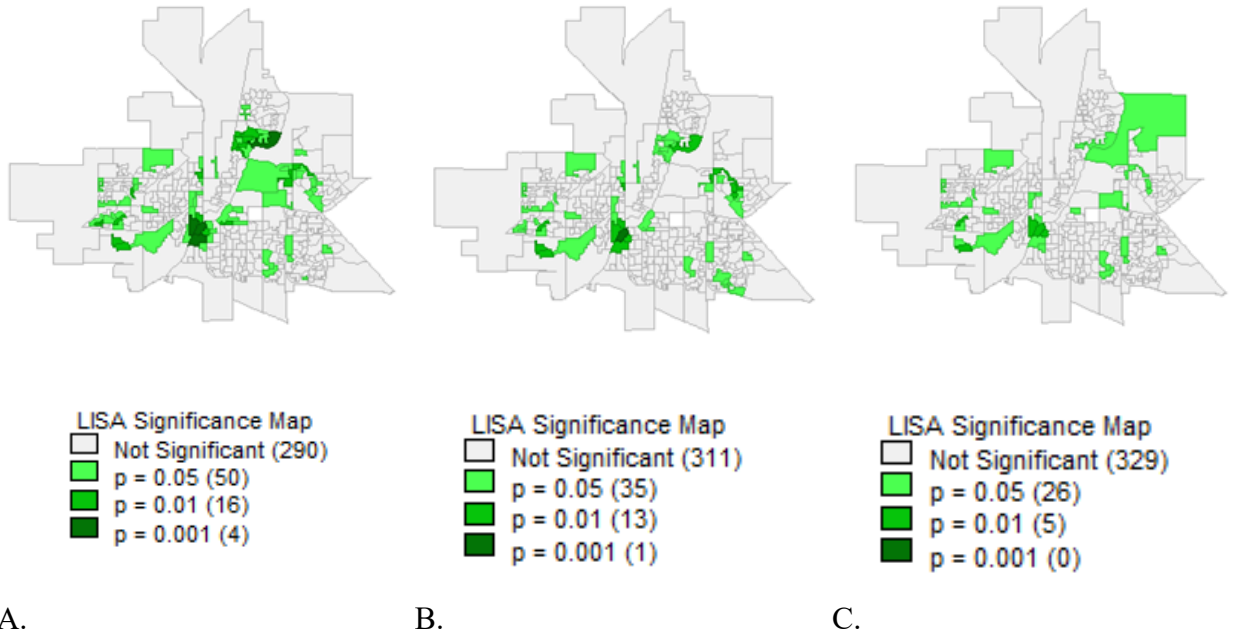 LISA Significance Map
Not Significant (290)
p = 0.05 (50)
p = 0.01 (16)
p = 0.001 (4)
LISA Significance Map
Not Significant (311)
p = 0.05 (35)
p = 0.01 (13)
p = 0.001 (1)
LISA Significance Map
Not Significant (329)
p = 0.05 (26)
p = 0.01 (5)
p = 0.001 (0)
A.
B.
C.